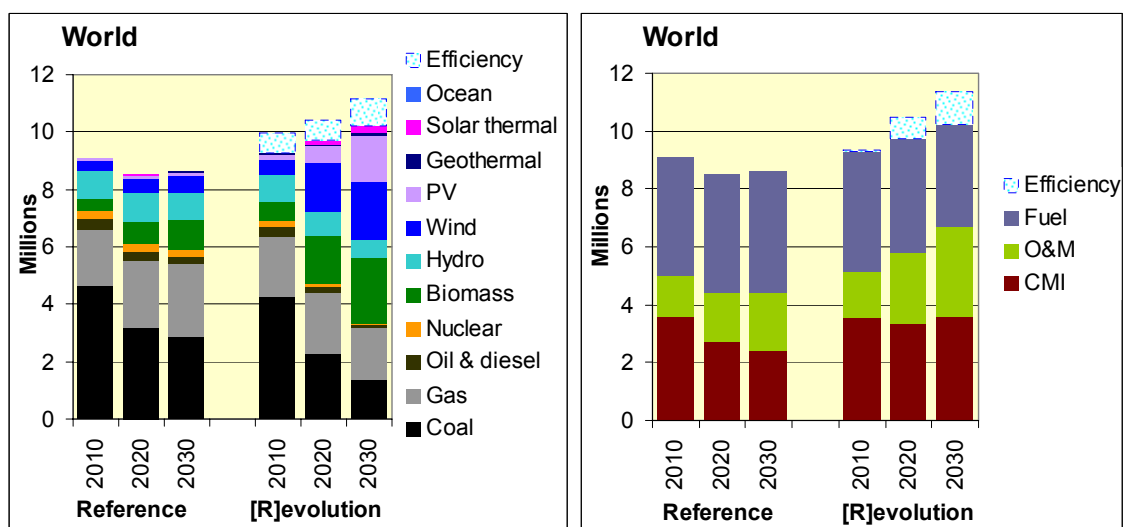 World
12
10
8
6
4
2
0
Millions
2010
2020
2030
2010
2020
2030
Reference
[R]evolution
Efficiency
Ocean
Solar thermal
Geothermal
PV
Wind
Hydro
Biomass
Nuclear
Oil & diesel
Gas
Coal
World
12
10
8
6
4
2
0
Millions
2010
2020
2030
2010
2020
2030
Reference
[R]evolution
Efficiency
Fuel
O&M
CMI